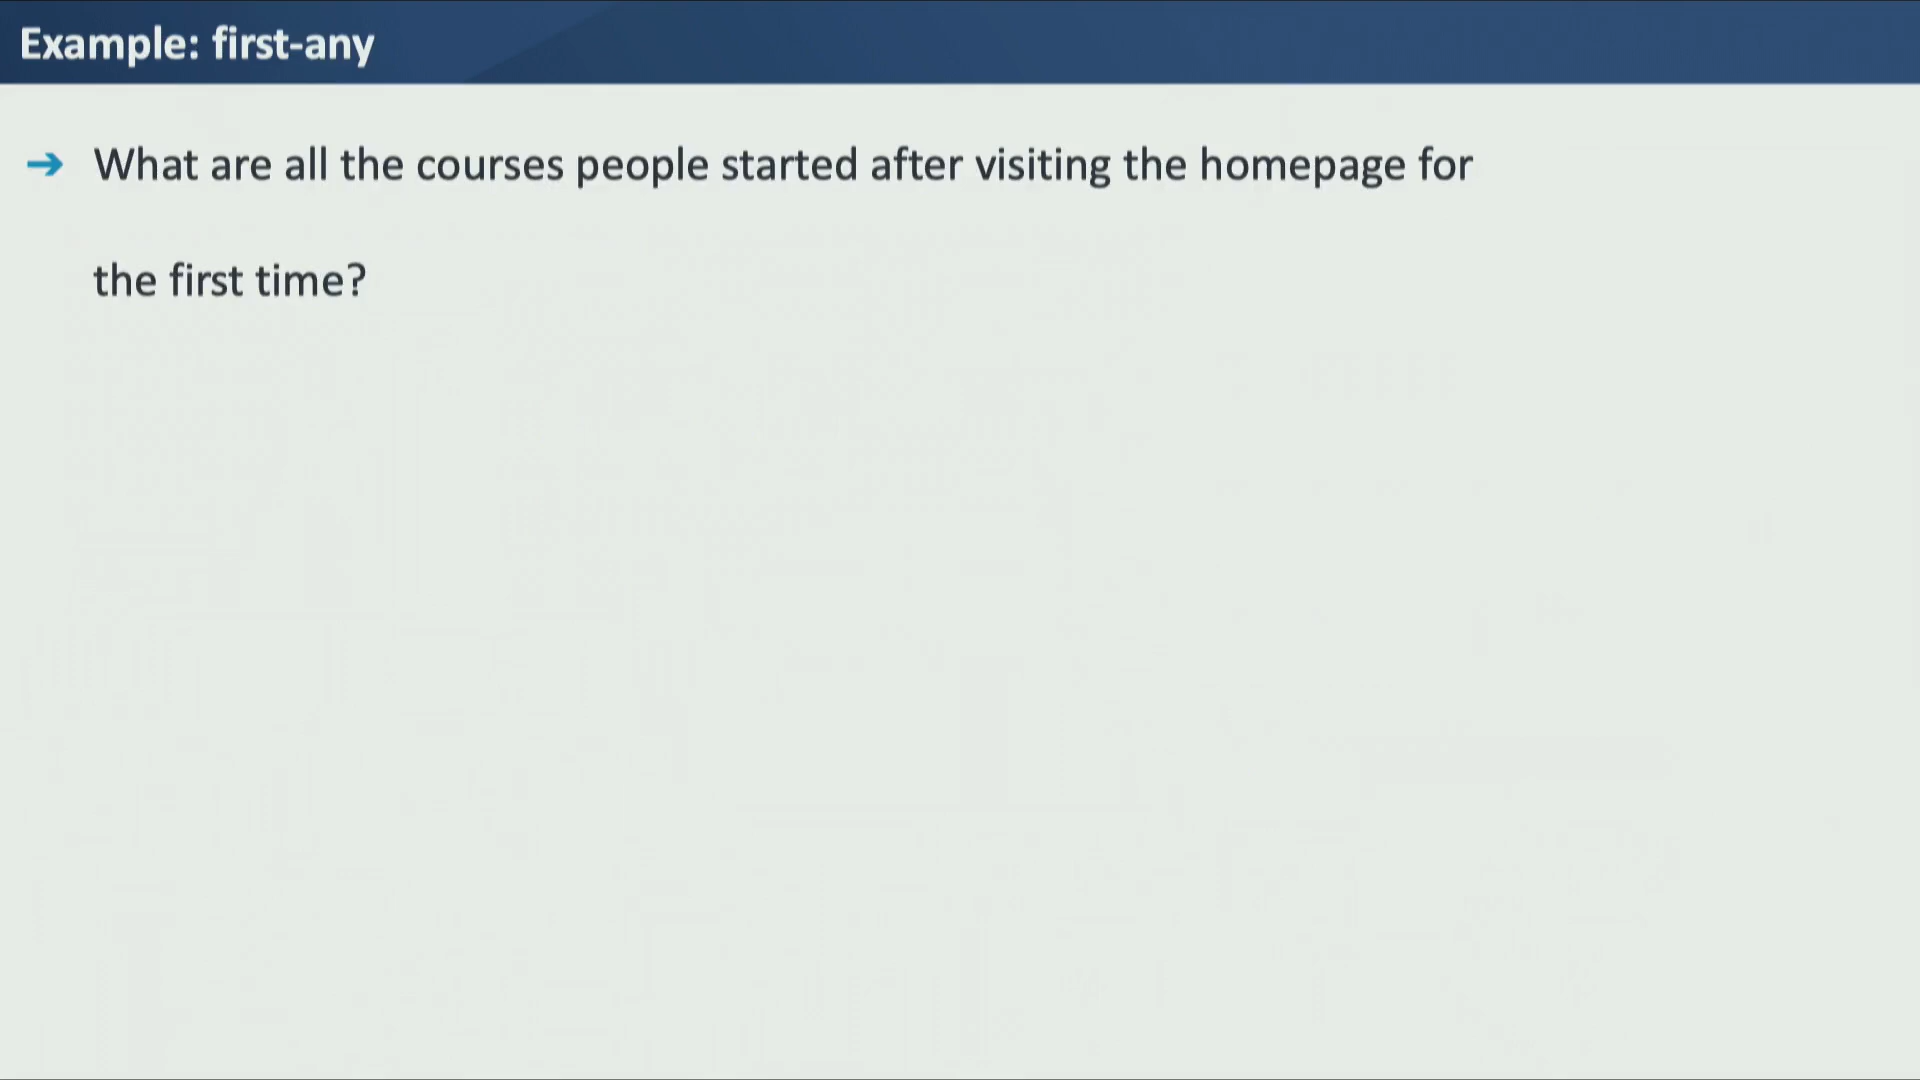 Example: first-any
➔ What are all the courses people started after visiting the homepage for
the first time?